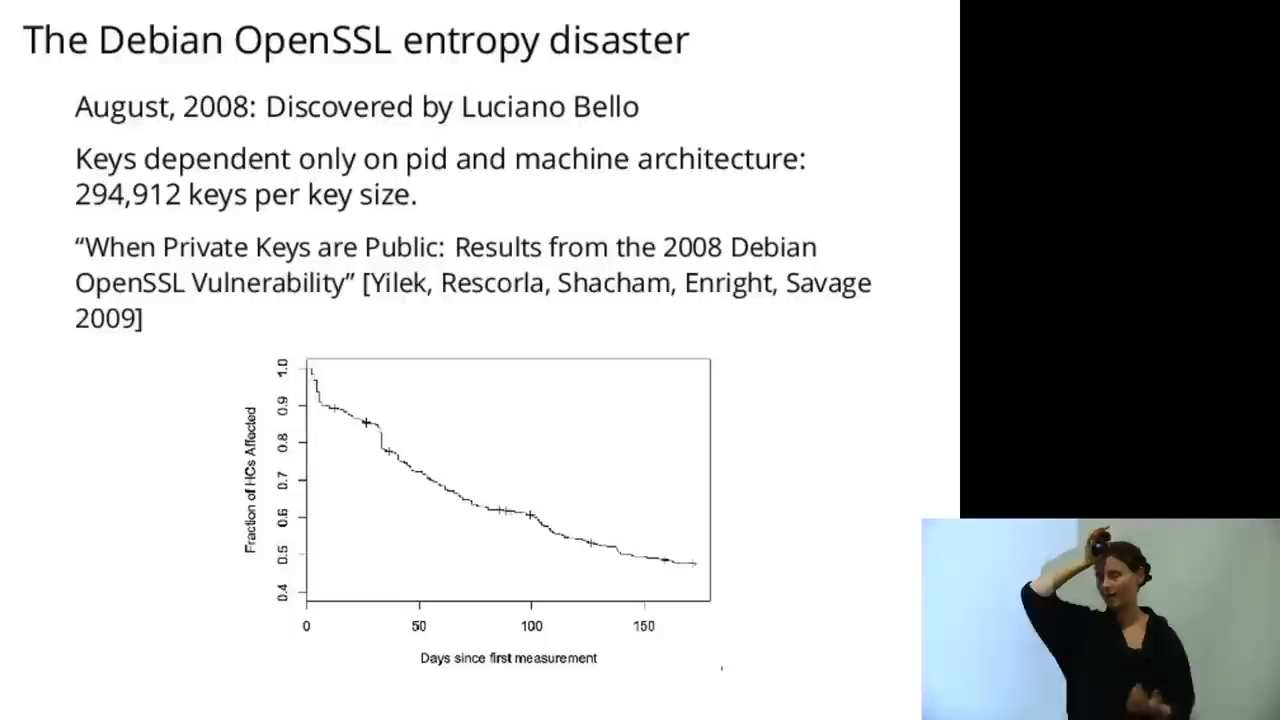 The Debian OpenSSL entropy disaster
August, 2008: Discovered by Luciano Bello
Keys dependent only on pid and machine architecture:
294,912 keys per key size.
“When Private Keys are Public: Results from the 2008 Debian
OpenSSL Vulnerability” [Yilek, Rescorla, Shacham, Enright, Savage
2009]
Fraction of HCs Affected
1.0
0.9
0.8
0.7
0.6
0.5
0.4
0 50 100 150
Days since first measurement